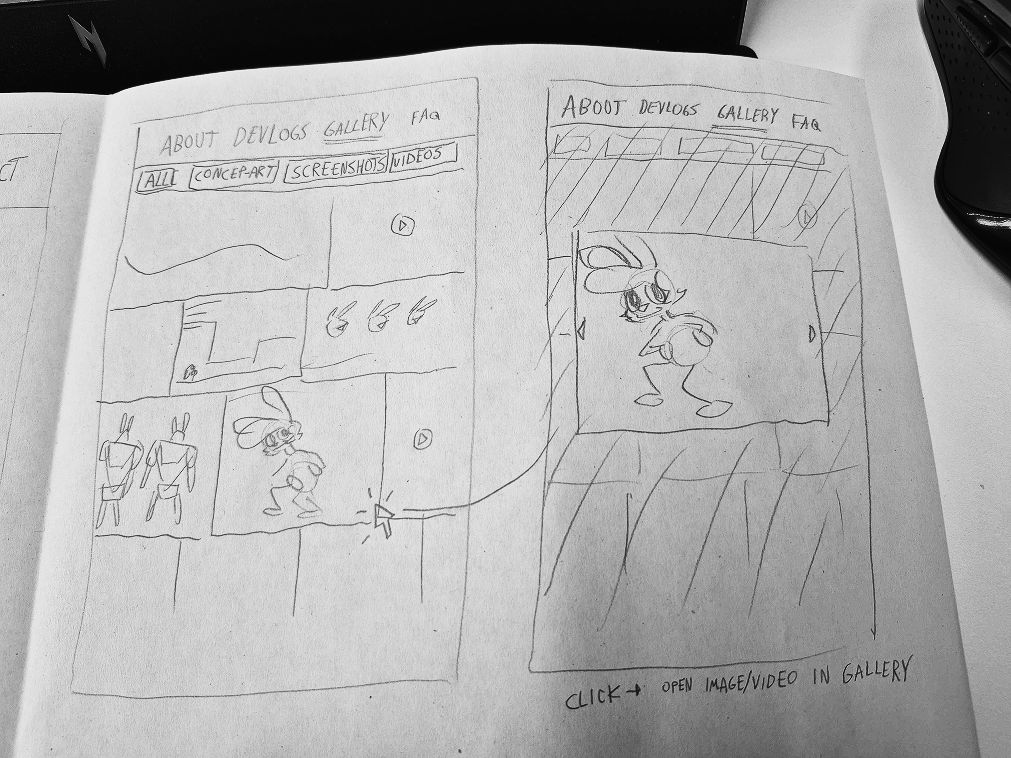 CT
ABOUT DEVLOGS GALLERY FAQ
ALL CONCEP-ART SCREENSHOTS VIDEOS
ABOUT DEVLOGS GALLERY FAQ
CLICK → OPEN IMAGE/VIDEO IN GALLERY